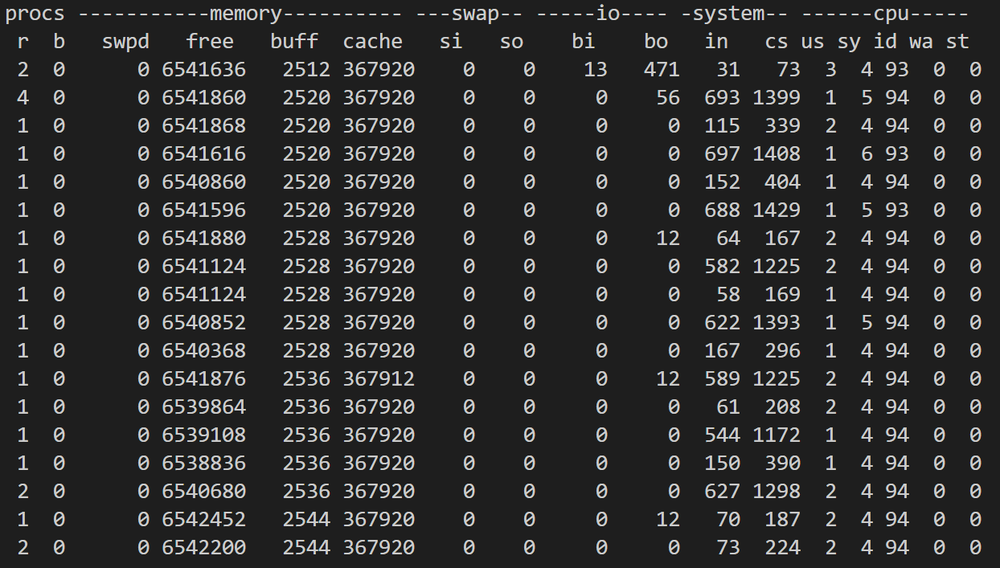 procs -----------memory---------- ---swap-- -----io---- -system-- ------cpu-----
 r  b   swpd   free   buff  cache   si   so    bi    bo   in   cs us sy id wa st
 2  0      0 6541636   2512 367920    0    0    13   471   31   73  3  4 93  0  0
 4  0      0 6541860   2520 367920    0    0     0    56  693 1399  1  5 94  0  0
 1  0      0 6541868   2520 367920    0    0     0     0  115  339  2  4 94  0  0
 1  0      0 6541616   2520 367920    0    0     0     0  697 1408  1  6 93  0  0
 1  0      0 6540860   2520 367920    0    0     0     0  152  404  1  4 94  0  0
 1  0      0 6541596   2520 367920    0    0     0     0  688 1429  1  5 93  0  0
 1  0      0 6541880   2528 367920    0    0     0    12   64  167  2  4 94  0  0
 1  0      0 6541124   2528 367920    0    0     0     0  582 1225  2  4 94  0  0
 1  0      0 6541124   2528 367920    0    0     0     0   58  169  1  4 94  0  0
 1  0      0 6540852   2528 367920    0    0     0     0  622 1393  1  5 94  0  0
 1  0      0 6540368   2528 367920    0    0     0     0  167  296  1  4 94  0  0
 1  0      0 6541876   2536 367912    0    0     0    12  589 1225  2  4 94  0  0
 1  0      0 6539864   2536 367920    0    0     0     0   61  208  2  4 94  0  0
 1  0      0 6539108   2536 367920    0    0     0     0  544 1172  1  4 94  0  0
 1  0      0 6538836   2536 367920    0    0     0     0  150  390  1  4 94  0  0
 2  0      0 6540680   2536 367920    0    0     0     0  627 1298  2  4 94  0  0
 1  0      0 6542452   2544 367920    0    0     0    12   70  187  2  4 94  0  0
 2  0      0 6542200   2544 367920    0    0     0     0   73  224  2  4 94  0  0